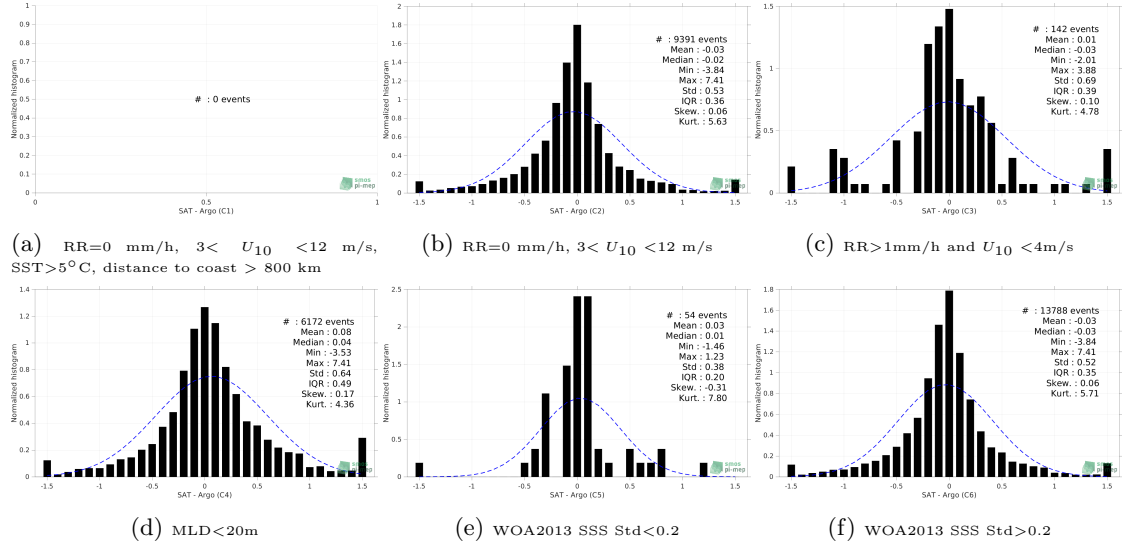 Normalized histogram
1
0.9
0.8
0.7
0.6
0.5
0.4
0.3
0.2
0.1
0
# : 0 events
0 0.5 1
SAT - Argo (C1)
smos
pi-mep
(a) RR=0 mm/h, 3< U10 <12 m/s,
SST>5°C, distance to coast > 800 km
Normalized histogram
2
1.8
1.6
1.4
1.2
1
0.8
0.6
0.4
0.2
0
# : 9391 events
Mean : -0.03
Median : -0.02
Min : -3.84
Max : 7.41
Std : 0.53
IQR : 0.36
Skew. : 0.06
Kurt. : 5.63
-1.5 -1 -0.5 0 0.5 1 1.5
SAT - Argo (C2)
smos
pi-mep
(b) RR=0 mm/h, 3< U10 <12 m/s
Normalized histogram
1.5
1
0.5
0
# : 142 events
Mean : 0.01
Median : -0.03
Min : -2.01
Max : 3.88
Std : 0.69
IQR : 0.39
Skew. : 0.10
Kurt. : 4.78
-1.5 -1 -0.5 0 0.5 1 1.5
SAT - Argo (C3)
smos
pi-mep
(c) RR>1mm/h and U10 <4m/s
Normalized histogram
1.4
1.2
1
0.8
0.6
0.4
0.2
0
# : 6172 events
Mean : 0.08
Median : 0.04
Min : -3.53
Max : 7.41
Std : 0.64
IQR : 0.49
Skew. : 0.17
Kurt. : 4.36
-1.5 -1 -0.5 0 0.5 1 1.5
SAT - Argo (C4)
smos
pi-mep
(d) MLD<20m
Normalized histogram
2.5
2
1.5
1
0.5
0
# : 54 events
Mean : 0.03
Median : 0.01
Min : -1.46
Max : 1.23
Std : 0.38
IQR : 0.20
Skew. : -0.31
Kurt. : 7.80
-1.5 -1 -0.5 0 0.5 1 1.5
SAT - Argo (C5)
smos
pi-mep
(e) WOA2013 SSS Std<0.2
Normalized histogram
1.8
1.6
1.4
1.2
1
0.8
0.6
0.4
0.2
0
# : 13788 events
Mean : -0.03
Median : -0.03
Min : -3.84
Max : 7.41
Std : 0.52
IQR : 0.35
Skew. : 0.06
Kurt. : 5.71
-1.5 -1 -0.5 0 0.5 1 1.5
SAT - Argo (C6)
smos
pi-mep
(f) WOA2013 SSS Std>0.2